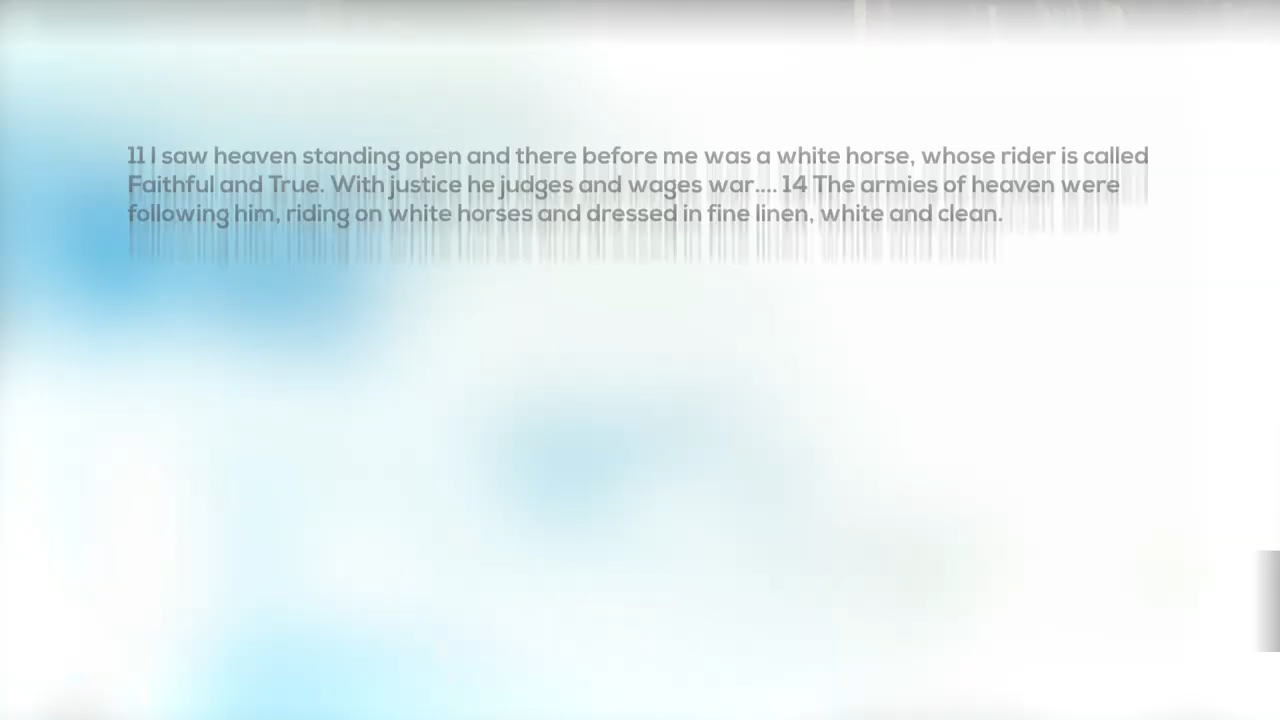 11 I saw heaven standing open and there before me was a white horse, whose rider is called
Faithful and True. With justice he judges and wages war.... 14 The armies of heaven were
following him, riding on white horses and dressed in fine linen, white and clean.